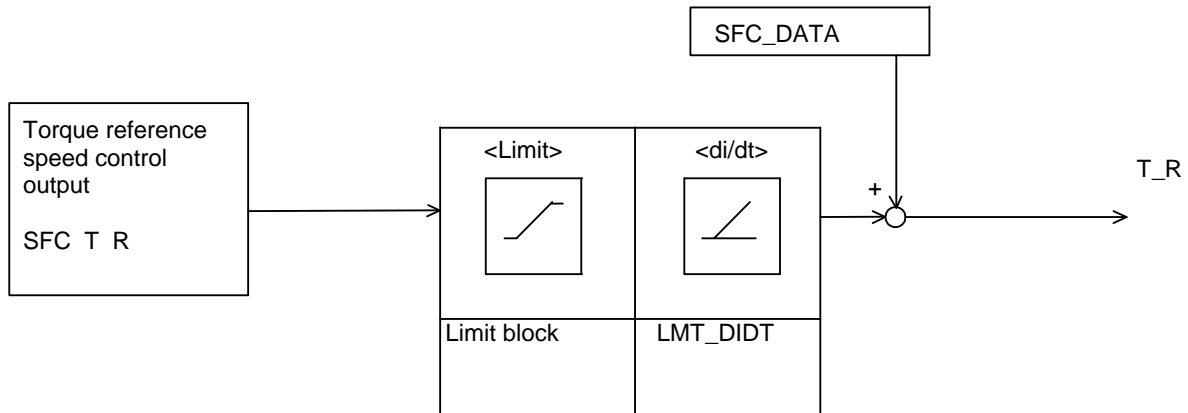 SFC_DATA
Torque reference
speed control
output
SFC T R
<Limit>
<di/dt>
+
T_R
Limit block
LMT_DIDT